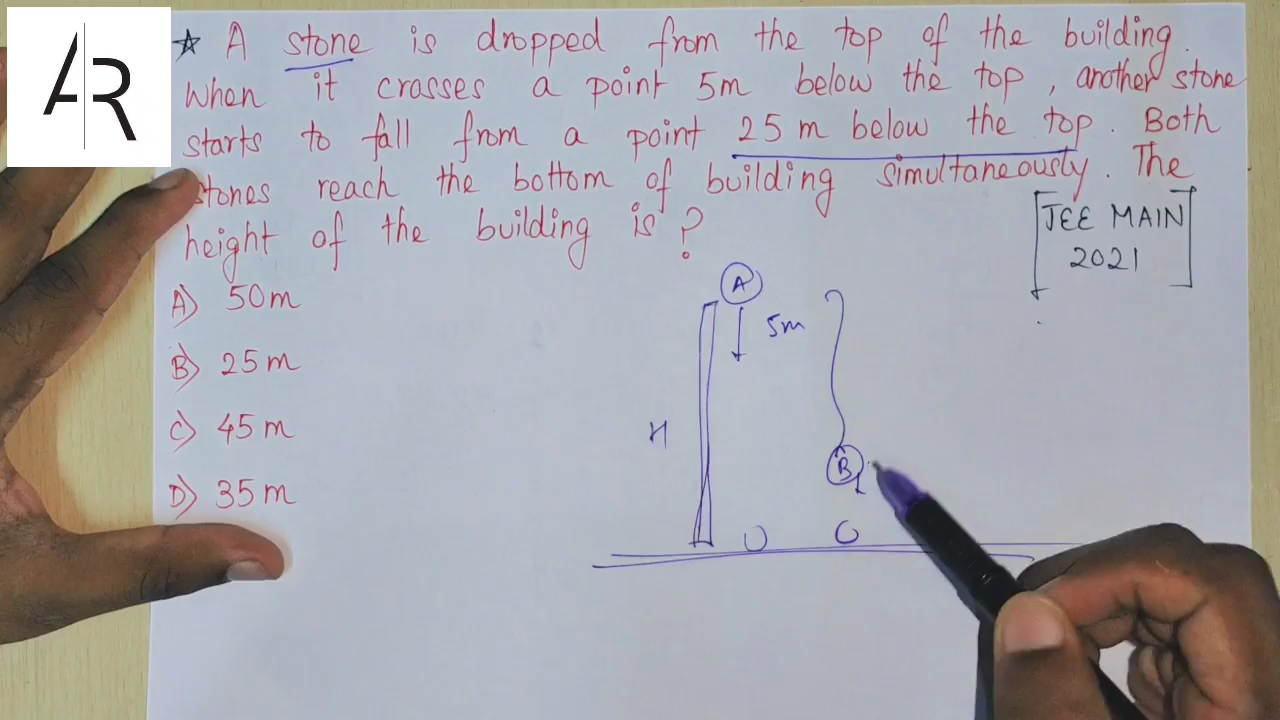 AR
☆ A stone is dropped from the top of the building.
When it crosses a point 5m below the top, another stone
starts to fall from a point 25 m below the top. Both
stones reach the bottom of building simultaneously. The
height of the building is ?
[JEE MAIN
2021]
A) 50m
B) 25m
C) 45m
D) 35m
A
5m
H
B